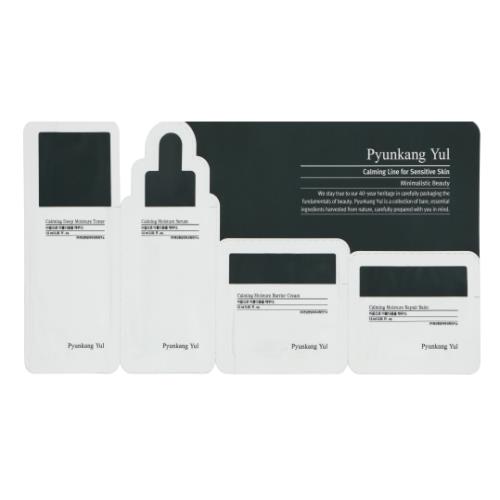 Pyunkang Yul
Calming Line for Sensitive Skin
Minimalistic Beauty
We stay true to our 40-year heritage in carefully packaging the
fundamentals of beauty. Pyunkang Yul is a collection of bare, essential
ingredients harvested from nature, carefully prepared with you in mind.
Calming Deep Moisture Toner
Pyunkang Yul
Calming Moisture Serum
Pyunkang Yul
Calming Moisture Barrier Cream
Pyunkang Yul
Calming Moisture Repair Balm
Pyunkang Yul